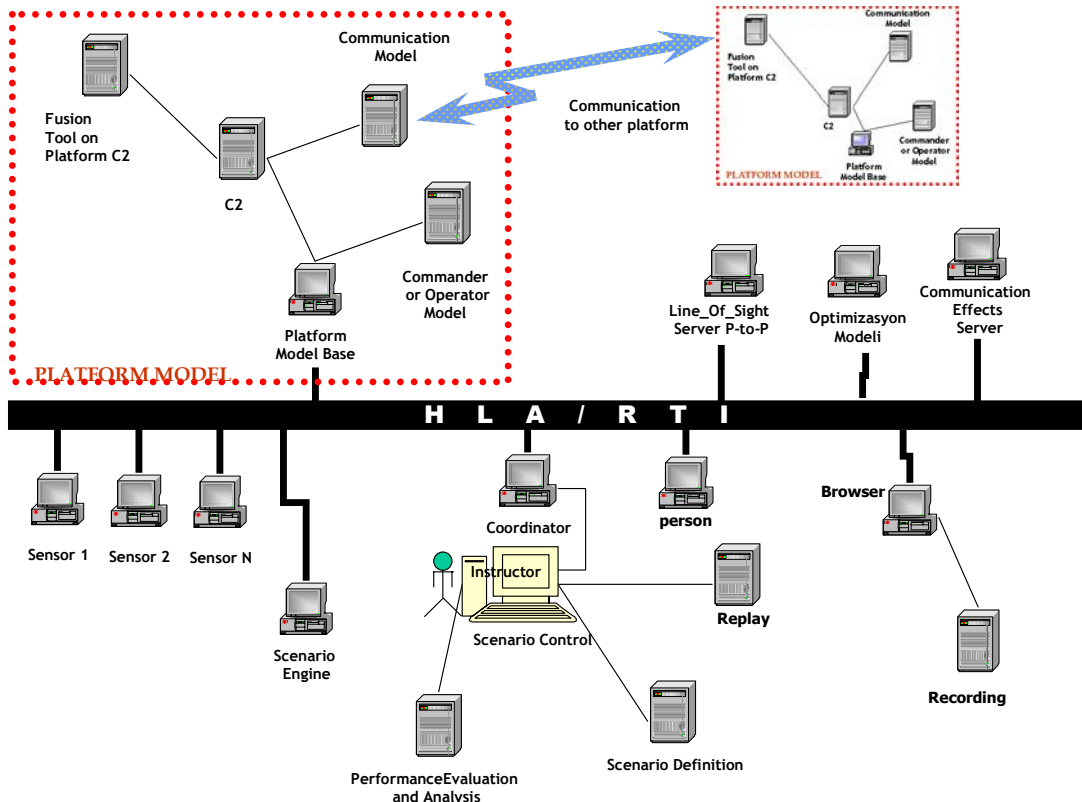 Communication
Model
Fusion
Tool on
Platform C2
C2
Commander
or Operator
Model
Platform
Model Base
PLATFORM MODEL
Communication
to other platform
Communication
Model
Fusion
Tool on
Platform C2
C2
Commander
or Operator
Model
Platform
Model Base
PLATFORM MODEL
Line_Of_Sight
Server P-to-P
Optimizasyon
Modeli
Communication
Effects
Server
H L A / R T I
Sensor 1
Sensor 2
Sensor N
Scenario
Engine
Coordinator
person
Browser
Instructor
Scenario Control
Replay
Recording
PerformanceEvaluation
and Analysis
Scenario Definition